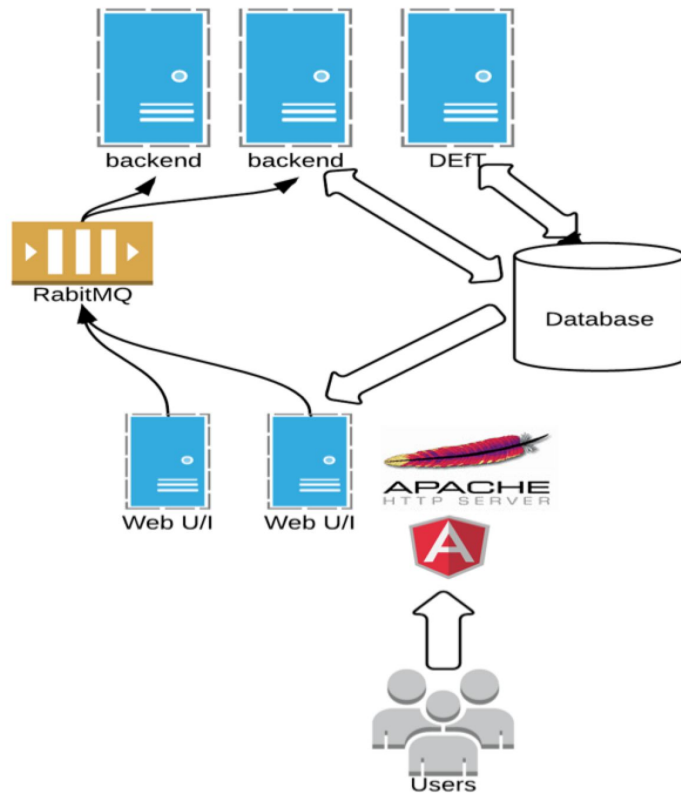 backend
backend
DEfT
RabitMQ
Database
Web U/I
Web U/I
APACHE
HTTP SERVER
A
Users